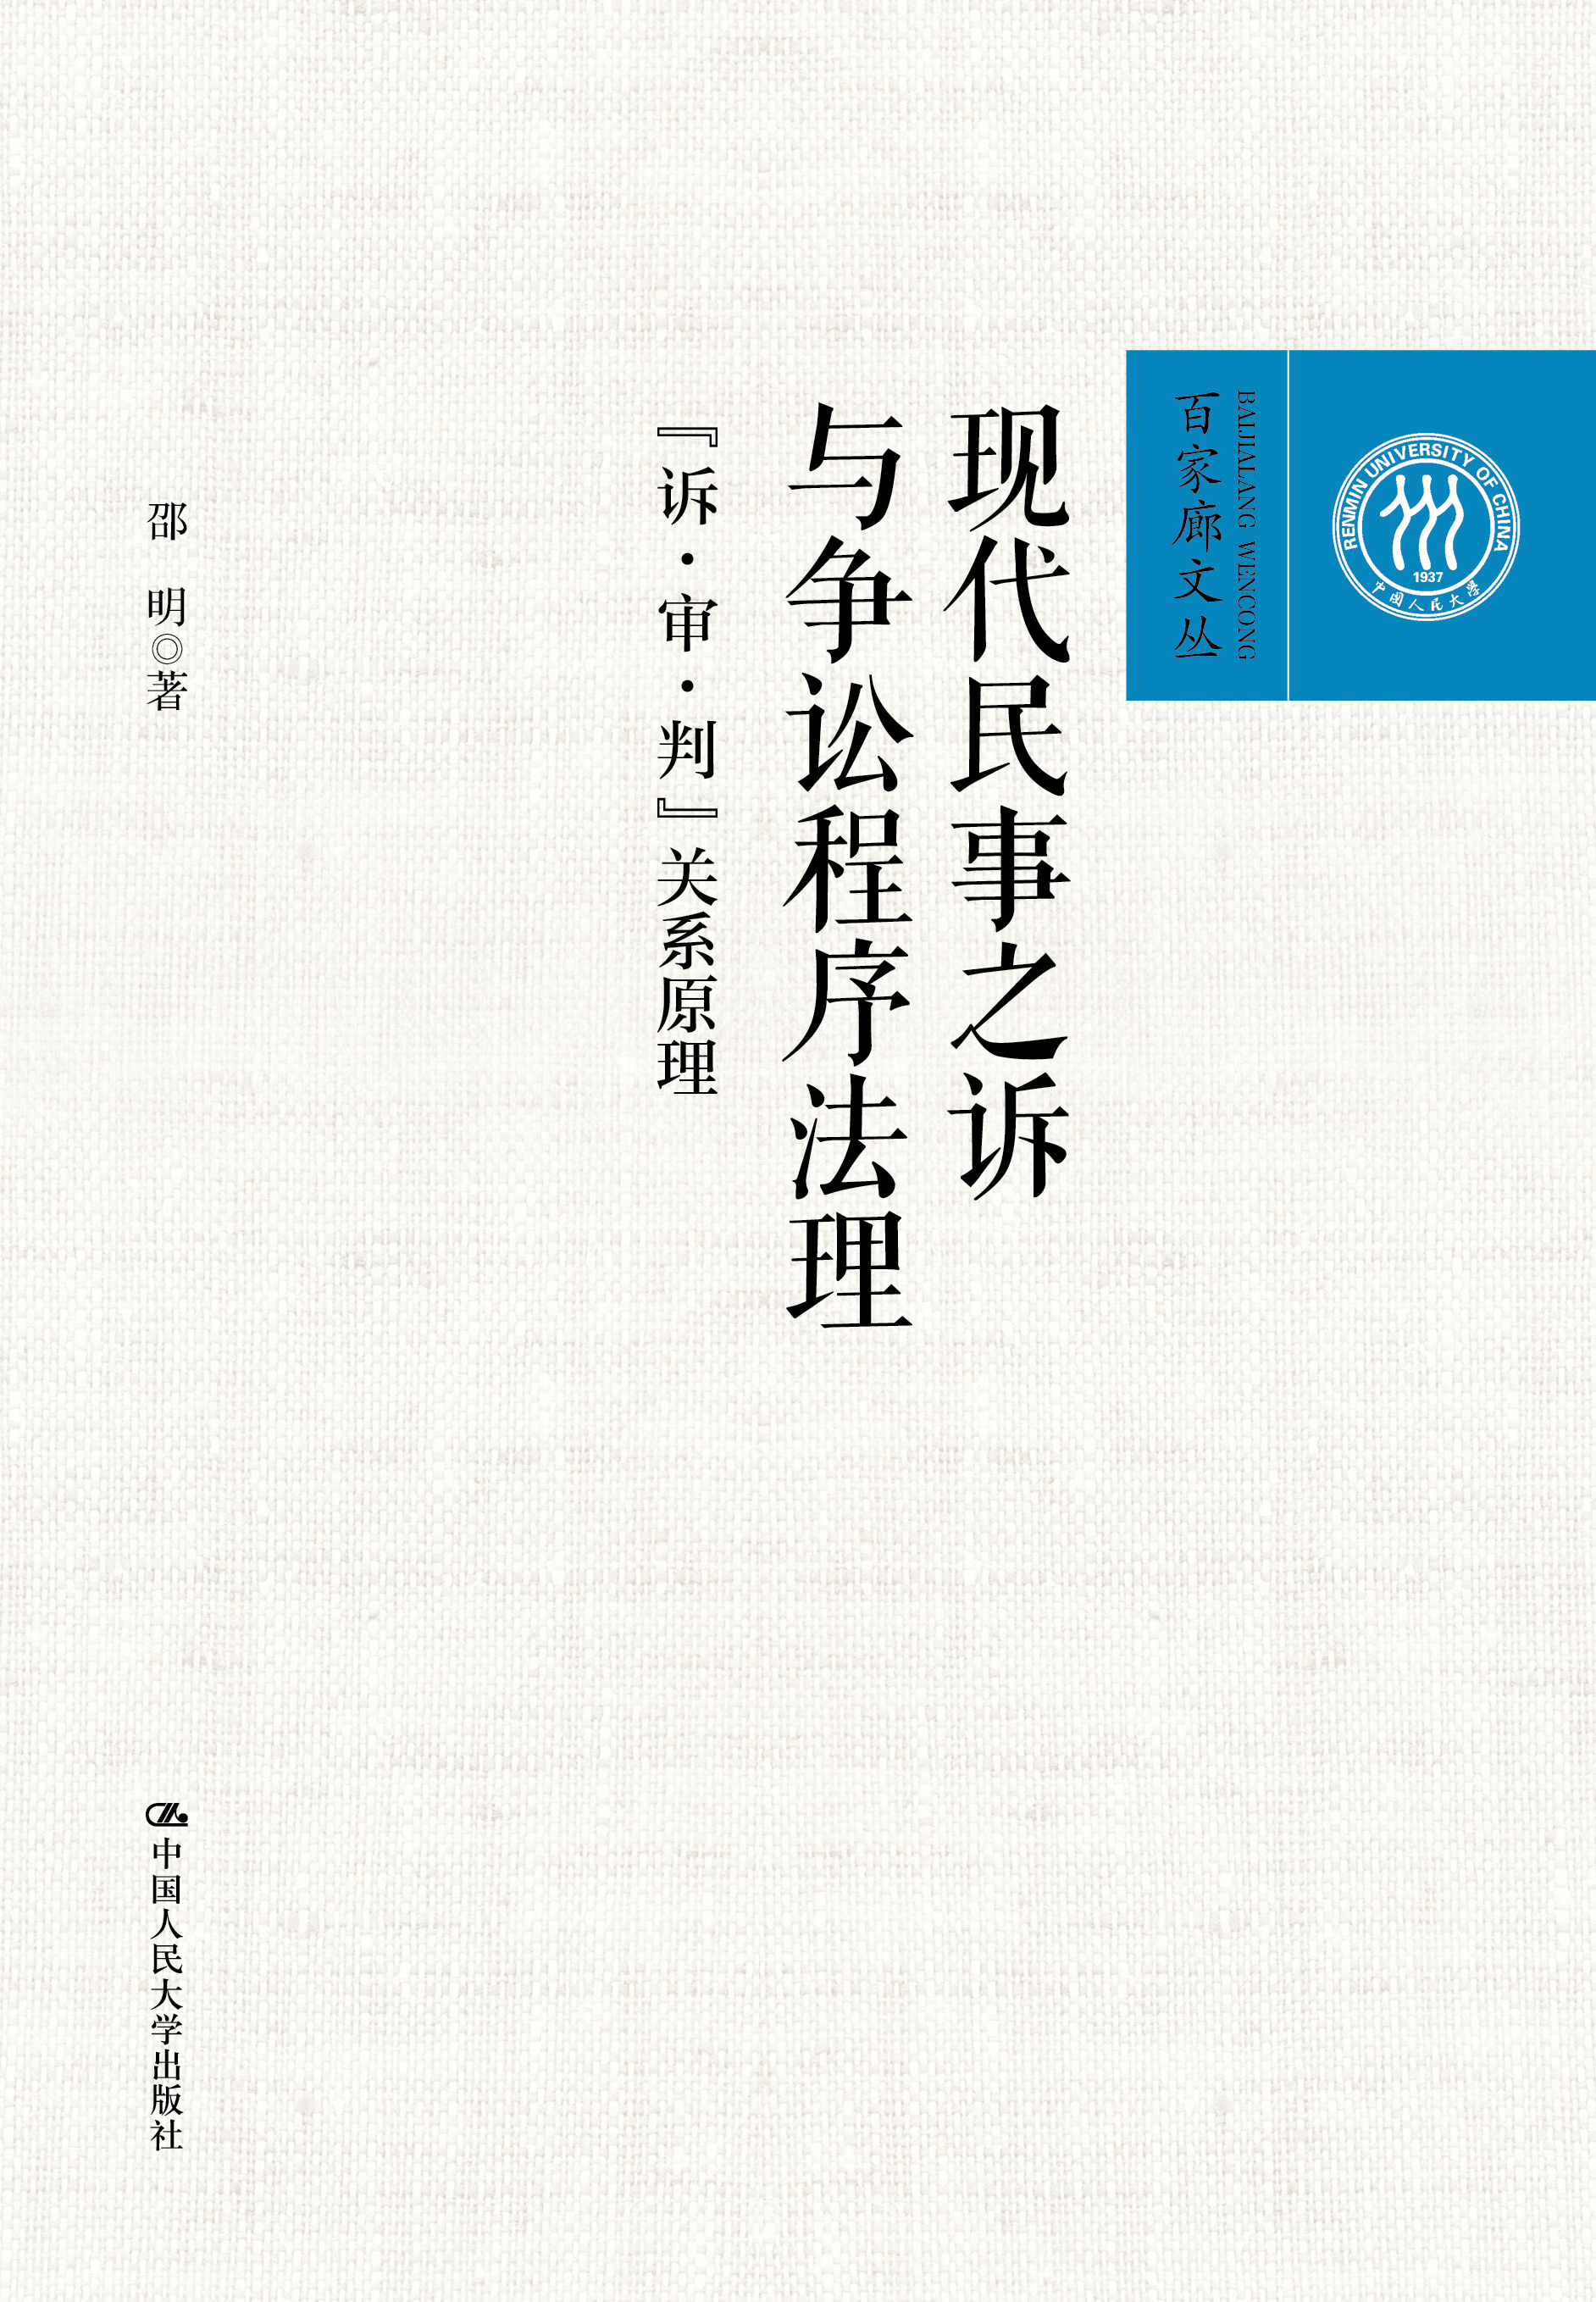 RENMIN UNIVERSITY OF CHINA
1937
中国人民大学
BAIJIALANG WENCONG
百家廊文丛
现代民事之诉
与争讼程序法理
『诉·审·判』关系原理
邵 明◎著
中国人民大学出版社